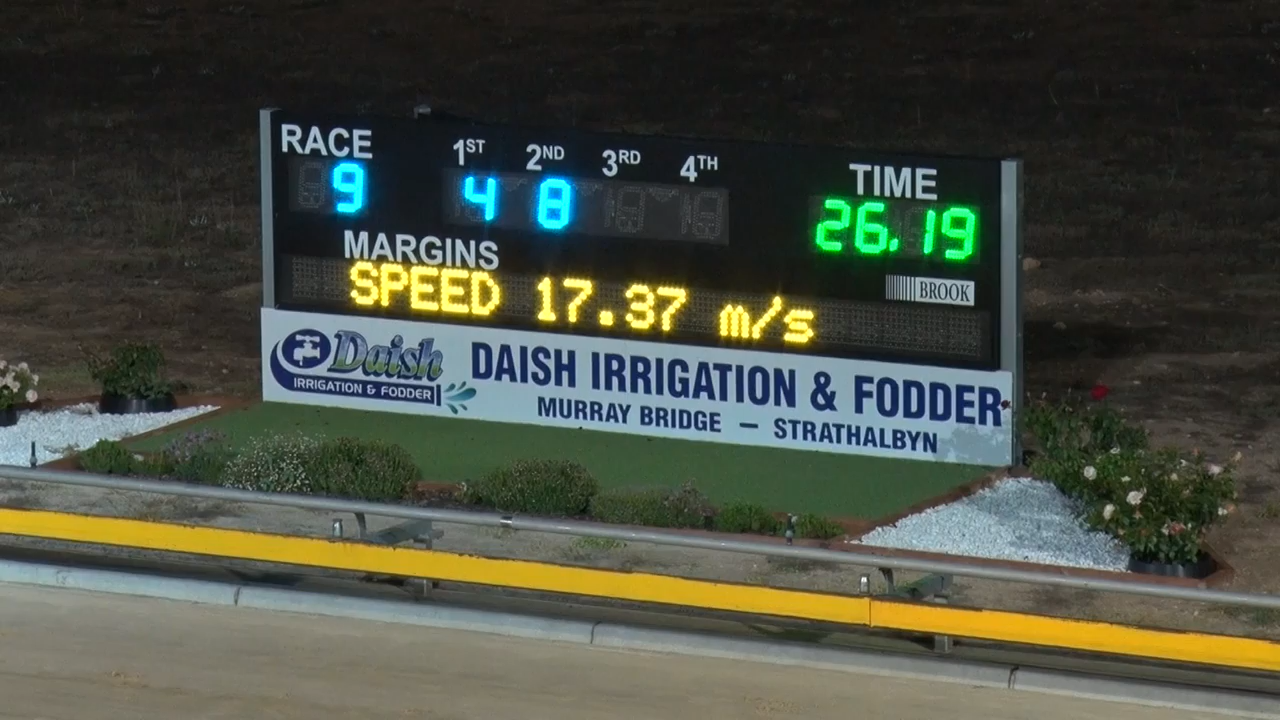 RACE 1ST 2ND 3RD 4TH TIME
9 4 8 26.19
MARGINS
BROOK
SPEED 17.37 m/s
Daish
IRRIGATION & FODDER
DAISH IRRIGATION & FODDER
MURRAY BRIDGE – STRATHALBYN